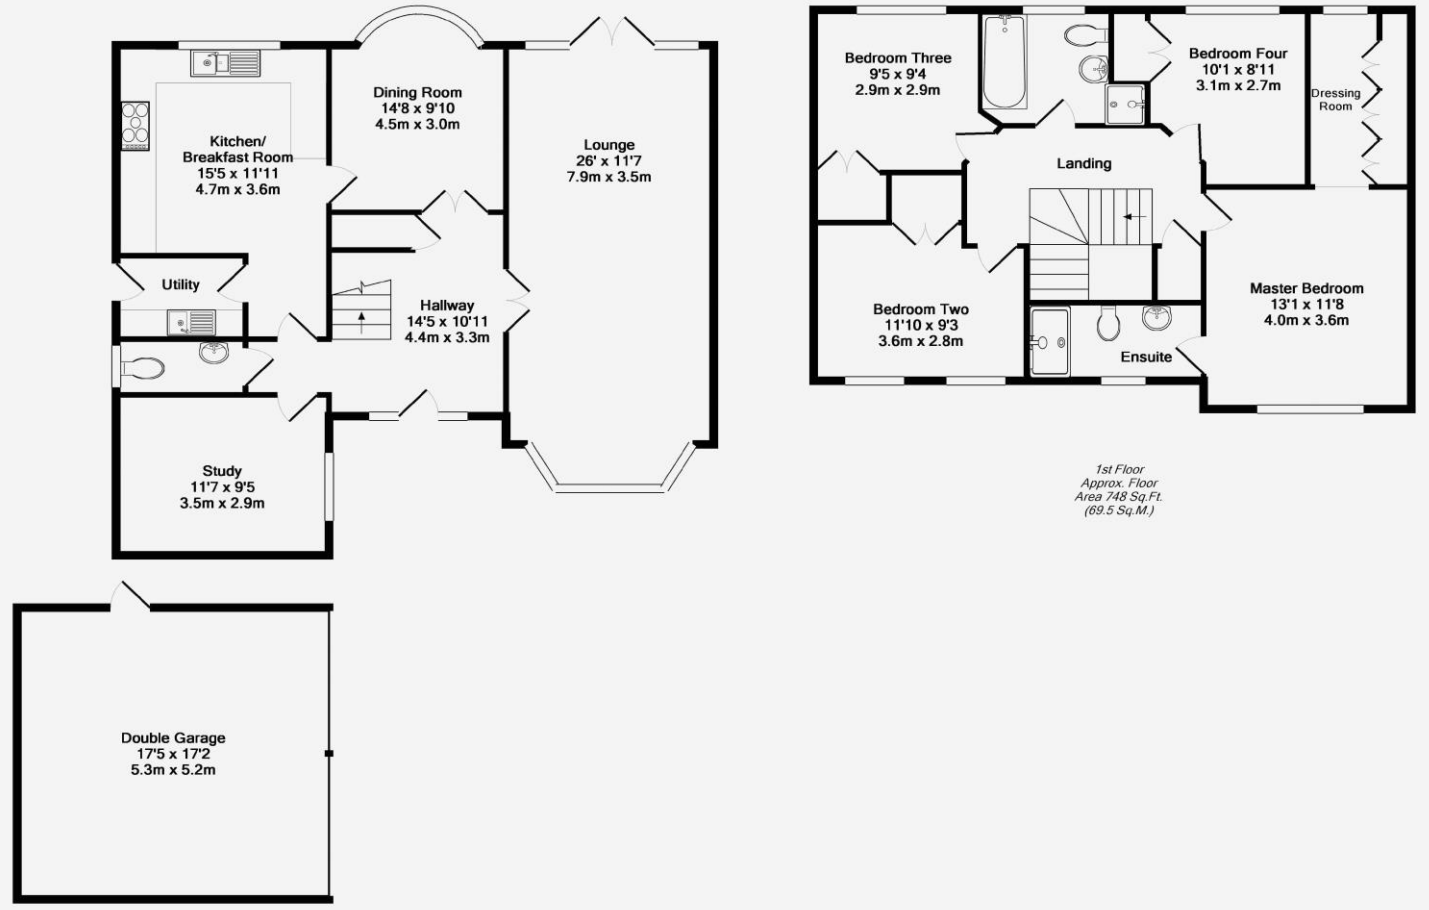 Kitchen/
Breakfast Room
15'5 x 11'11
4.7m x 3.6m
Dining Room
14'8 x 9'10
4.5m x 3.0m
Lounge
26' x 11'7
7.9m x 3.5m
Utility
Hallway
14'5 x 10'11
4.4m x 3.3m
Study
11'7 x 9'5
3.5m x 2.9m
Double Garage
17'5 x 17'2
5.3m x 5.2m
Bedroom Three
9'5 x 9'4
2.9m x 2.9m
Bedroom Four
10'1 x 8'11
3.1m x 2.7m
Dressing
Room
Landing
Bedroom Two
11'10 x 9'3
3.6m x 2.8m
Ensuite
Master Bedroom
13'1 x 11'8
4.0m x 3.6m
1st Floor
Approx. Floor
Area 748 Sq.Ft.
(69.5 Sq.M.)